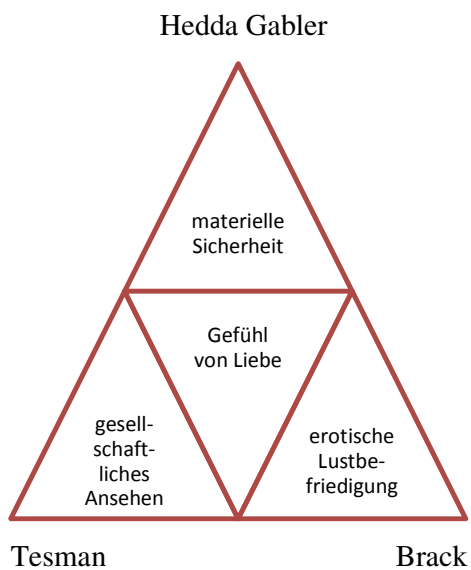 Hedda Gabler
materielle
Sicherheit
Gefühl
von Liebe
gesell-
schaft-
liches
Ansehen
erotische
Lustbe-
friedigung
Tesman
Brack